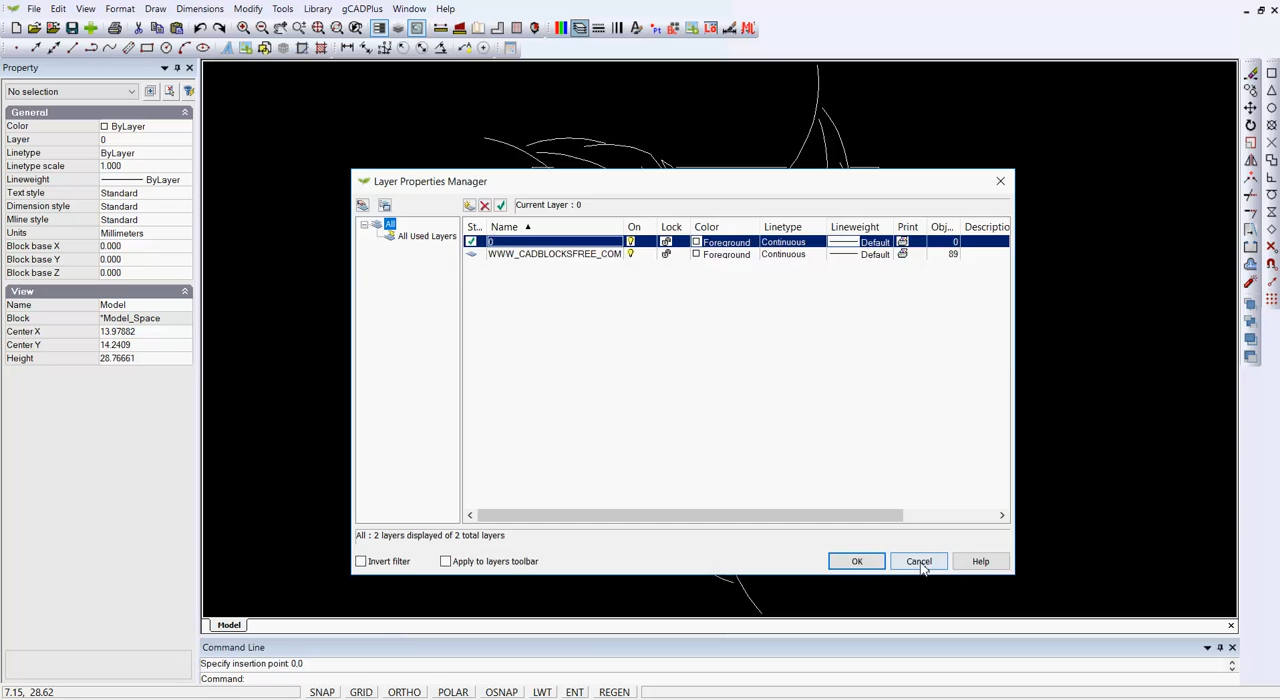 File Edit View Format Draw Dimensions Modify Tools Library gCADPlus Window Help
Property
No selection
General
Color ByLayer
Layer 0
Linetype ByLayer
Linetype scale 1.000
Lineweight ByLayer
Text style Standard
Dimension style Standard
Mline style Standard
Units Millimeters
Block base X 0.000
Block base Y 0.000
Block base Z 0.000
View
Name Model
Block *Model_Space
Center X 13.97882
Center Y 14.2409
Height 28.76661
Layer Properties Manager
Current Layer : 0
All
All Used Layers
St... Name On Lock Color Linetype Lineweight Print Obj... Descriptio
0 Foreground Continuous Default 0
WWW_CADBLOCKSFREE_COM Foreground Continuous Default 89
All : 2 layers displayed of 2 total layers
Invert filter Apply to layers toolbar OK Cancel Help
Model
Command Line
Specify insertion point: 0,0
Command:
7.15, 28.62 SNAP GRID ORTHO POLAR OSNAP LWT ENT REGEN